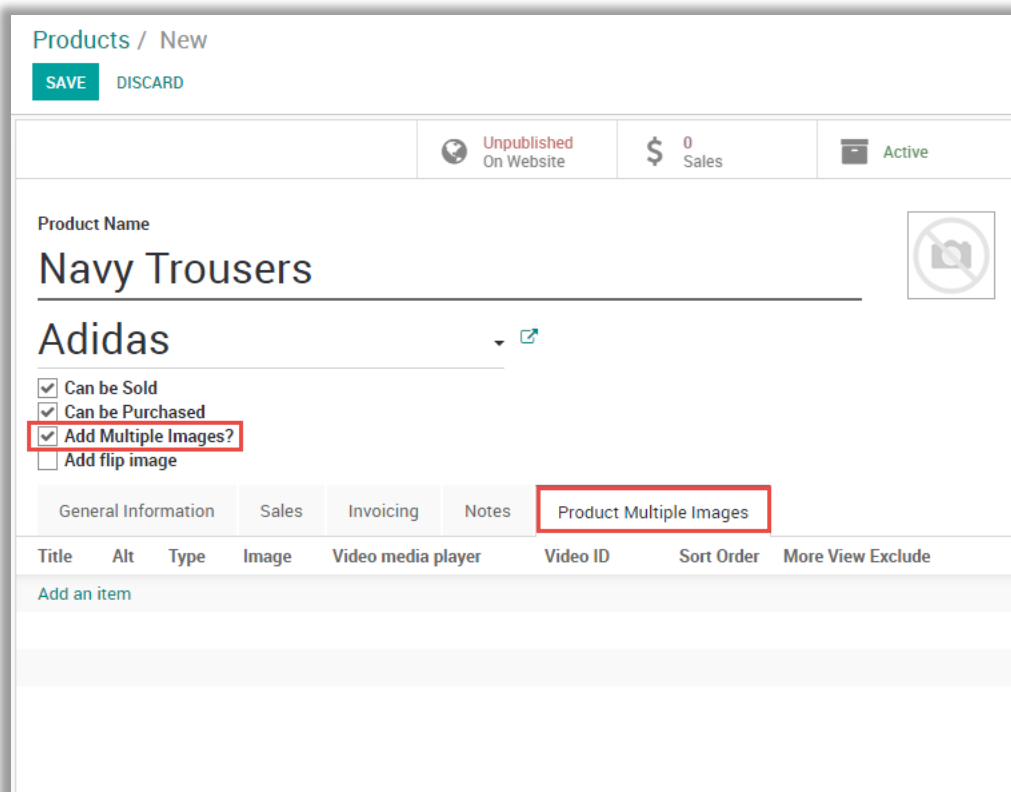 Products / New
SAVE DISCARD
Unpublished
On Website
0
Sales
Active
Product Name
Navy Trousers
Adidas
Can be Sold
Can be Purchased
Add Multiple Images?
Add flip image
General Information Sales Invoicing Notes Product Multiple Images
Title Alt Type Image Video media player Video ID Sort Order More View Exclude
Add an item